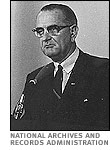 NATIONAL ARCHIVES AND
RECORDS ADMINISTRATION